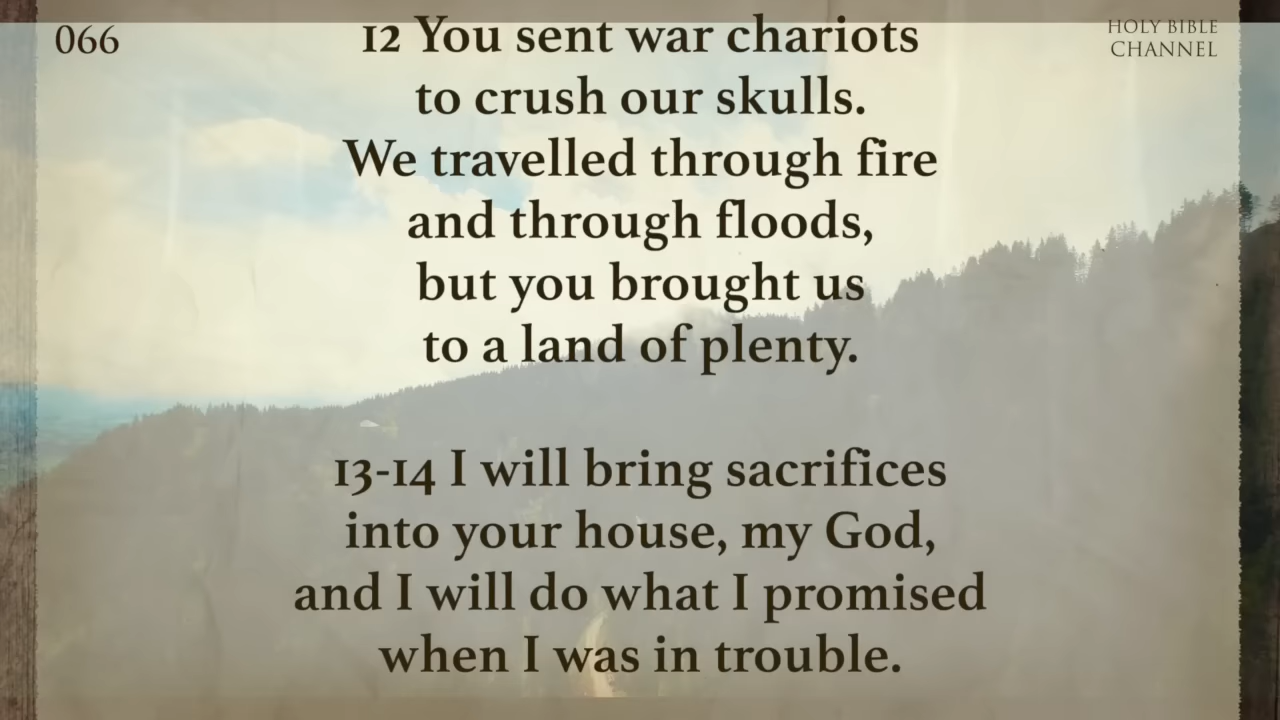 066
HOLY BIBLE
CHANNEL
12 You sent war chariots
to crush our skulls.
We travelled through fire
and through floods,
but you brought us
to a land of plenty.
13-14 I will bring sacrifices
into your house, my God,
and I will do what I promised
when I was in trouble.